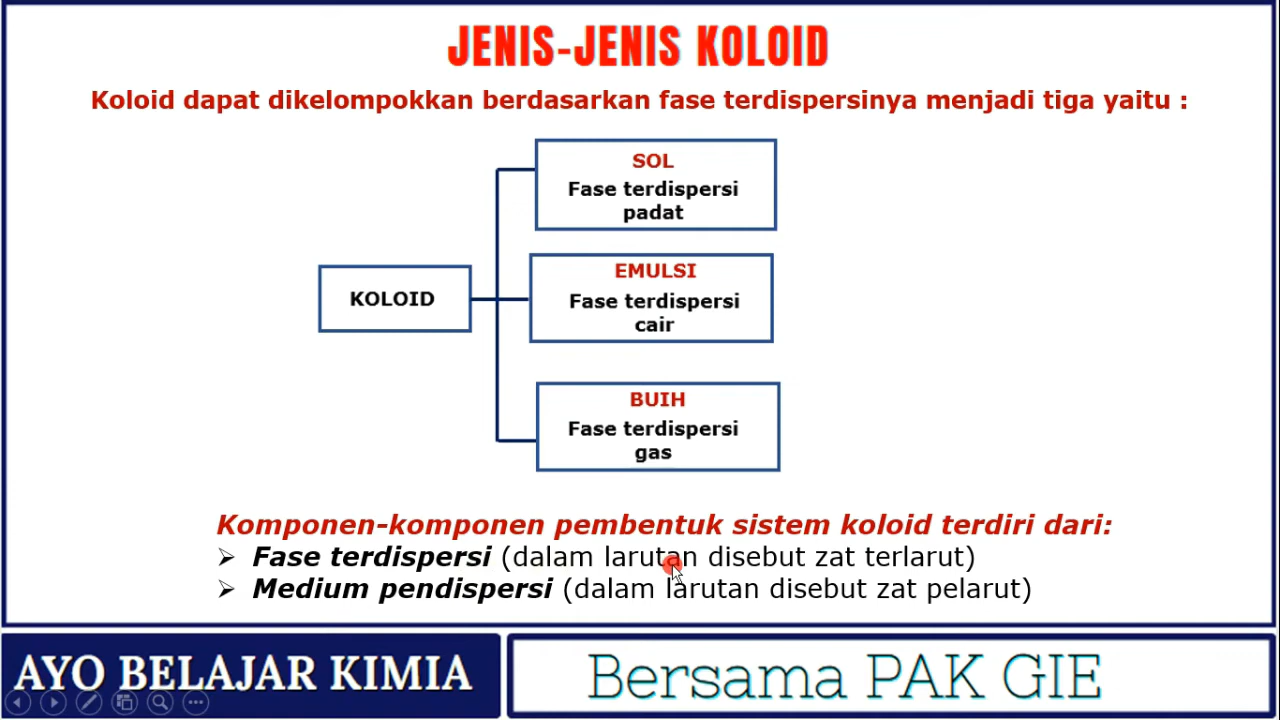 JENIS-JENIS KOLOID
Koloid dapat dikelompokkan berdasarkan fase terdispersinya menjadi tiga yaitu :
SOL
Fase terdispersi
padat
KOLOID
EMULSI
Fase terdispersi
cair
BUIH
Fase terdispersi
gas
Komponen-komponen pembentuk sistem koloid terdiri dari:
Fase terdispersi (dalam larutan disebut zat terlarut)
Medium pendispersi (dalam larutan disebut zat pelarut)
AYO BELAJAR KIMIA
Bersama PAK GIE